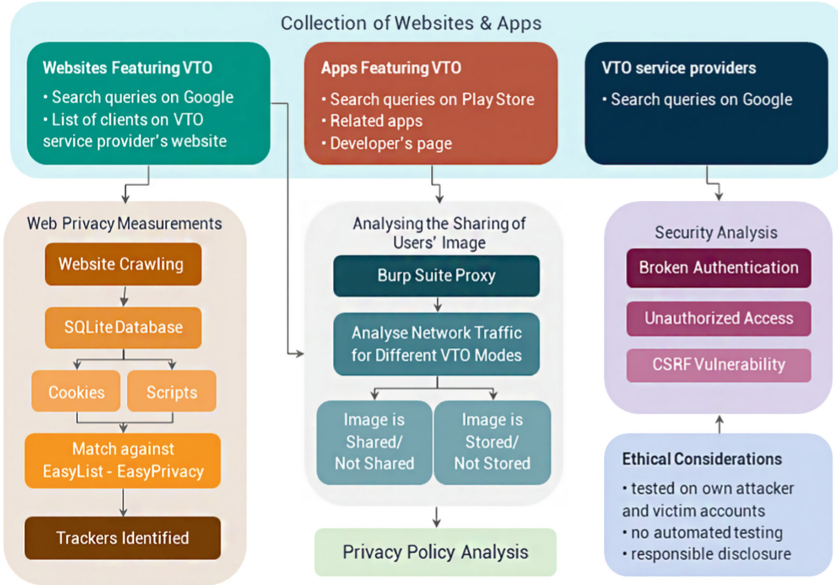 Collection of Websites & Apps
Websites Featuring VTO
• Search queries on Google
• List of clients on VTO
service provider's website
Apps Featuring VTO
• Search queries on Play Store
• Related apps
• Developer's page
VTO service providers
• Search queries on Google
Web Privacy Measurements
Website Crawling
SQLite Database
Cookies
Scripts
Match against
EasyList - EasyPrivacy
Trackers Identified
Analysing the Sharing of
Users' Image
Burp Suite Proxy
Analyse Network Traffic
for Different VTO Modes
Image is
Shared/
Not Shared
Image is
Stored/
Not Stored
Privacy Policy Analysis
Security Analysis
Broken Authentication
Unauthorized Access
CSRF Vulnerability
Ethical Considerations
• tested on own attacker
and victim accounts
• no automated testing
• responsible disclosure